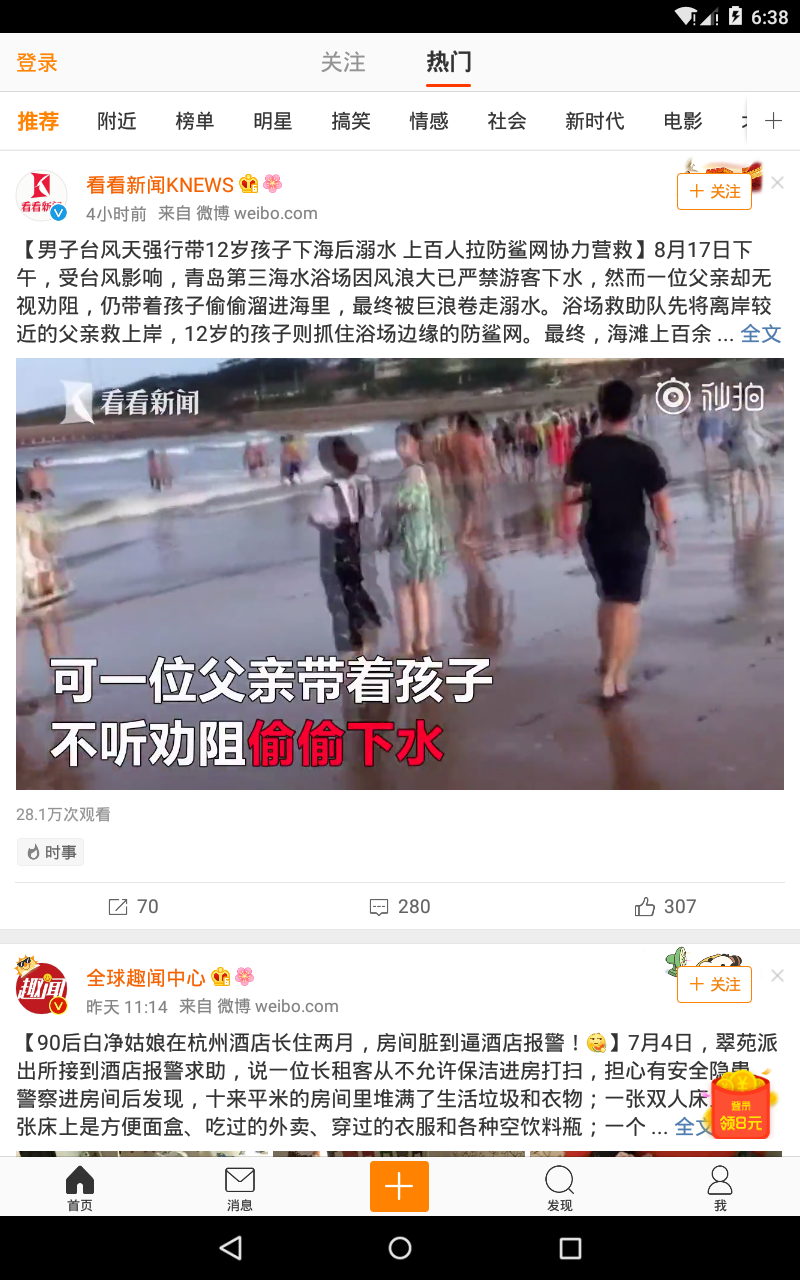 6:38
登录 关注 热门
推荐 附近 榜单 明星 搞笑 情感 社会 新时代 电影
看看新闻KNEWS
4小时前 来自 微博 weibo.com
关注
【男子台风天强行带12岁孩子下海后溺水 上百人拉防鲨网协力营救】8月17日下
午，受台风影响，青岛第三海水浴场因风浪大已严禁游客下水，然而一位父亲却无
视劝阻，仍带着孩子偷偷溜进海里，最终被巨浪卷走溺水。浴场救助队先将离岸较
近的父亲救上岸，12岁的孩子则抓住浴场边缘的防鲨网。最终，海滩上百余 ... 全文
看看新闻 秒拍
可一位父亲带着孩子
不听劝阻偷偷下水
28.1万次观看
时事
70 280 307
趣闻
全球趣闻中心
昨天 11:14 来自 微博 weibo.com
关注
【90后白净姑娘在杭州酒店长住两月，房间脏到逼酒店报警！🤔】7月4日，翠苑派
出所接到酒店报警求助，说一位长租客从不允许保洁进房打扫，担心有安全隐患。
警察进房间后发现，十来平米的房间里堆满了生活垃圾和衣物；一张双人床
张床上是方便面盒、吃过的外卖、穿过的衣服和各种空饮料瓶；一个 ... 全文
登录
领8元
首页 消息 发现 我